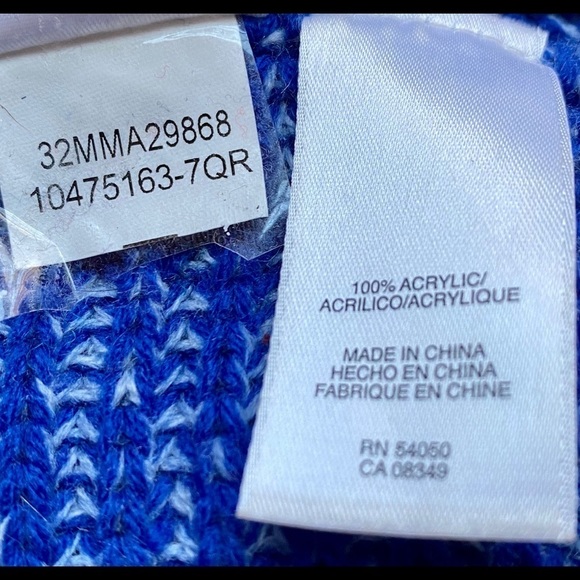 32MMA29868
10475163-7QR
100% ACRYLIC/
ACRILICO/ACRYLIQUE
MADE IN CHINA
HECHO EN CHINA
FABRIQUE EN CHINE
RN 54050
CA 08349